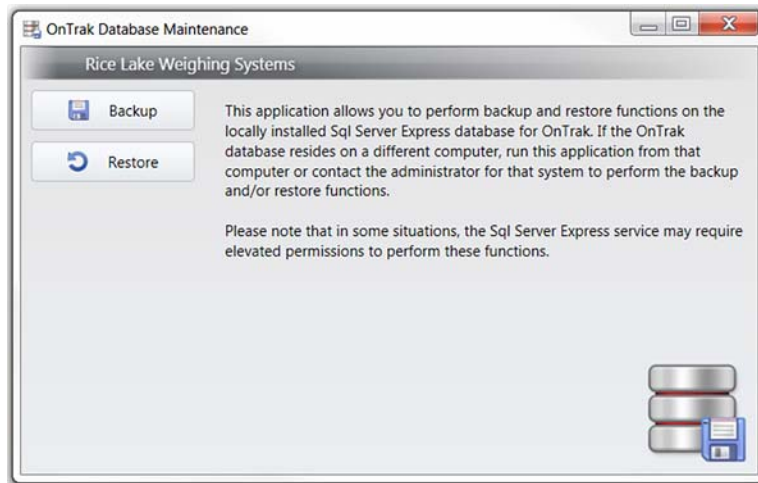 OnTrak Database Maintenance
Rice Lake Weighing Systems
Backup
Restore
This application allows you to perform backup and restore functions on the
locally installed Sql Server Express database for OnTrak. If the OnTrak
database resides on a different computer, run this application from that
computer or contact the administrator for that system to perform the backup
and/or restore functions.
Please note that in some situations, the Sql Server Express service may require
elevated permissions to perform these functions.